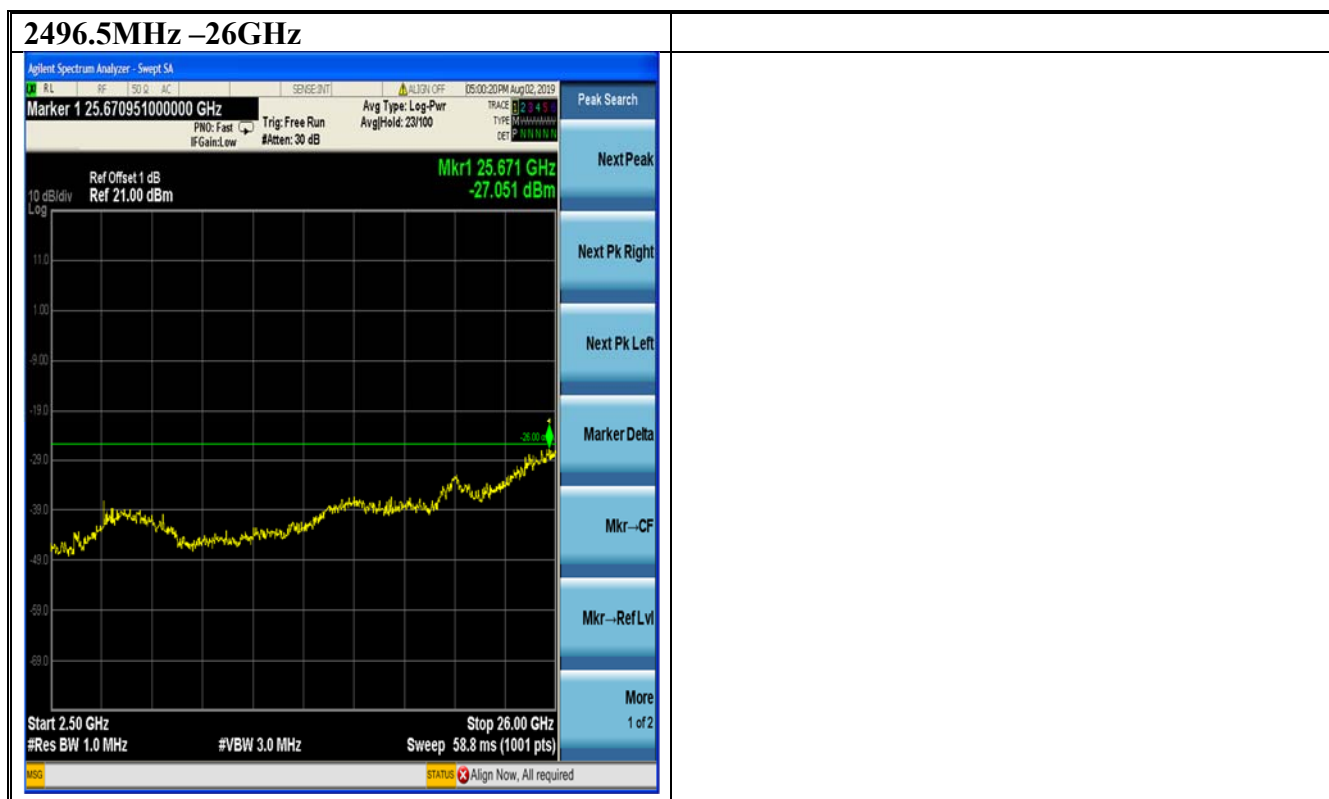 2496.5MHz –26GHz
Agilent Spectrum Analyzer - Swept SA
RL RF 50 Ω AC SENSE:INT ALIGN OFF 05:00:20 PM Aug 02, 2019
Marker 1 25.670951000000 GHz
PNO: Fast
IFGain:Low
Trig: Free Run
#Atten: 30 dB
Avg Type: Log-Pwr
Avg|Hold: 23/100
TRACE 1 2 3 4 5 6
TYPE M
DET P N N N N N
Peak Search
Mkr1 25.671 GHz
-27.051 dBm
Ref Offset 1 dB
10 dB/div Ref 21.00 dBm
Log
11.0
1.00
-9.00
-19.0
-29.0
-39.0
-49.0
-59.0
-69.0
-26.00
Next Peak
Next Pk Right
Next Pk Left
Marker Delta
Mkr→CF
Mkr→Ref Lvl
More
1 of 2
Start 2.50 GHz Stop 26.00 GHz
#Res BW 1.0 MHz #VBW 3.0 MHz Sweep 58.8 ms (1001 pts)
MSG STATUS Align Now, All required